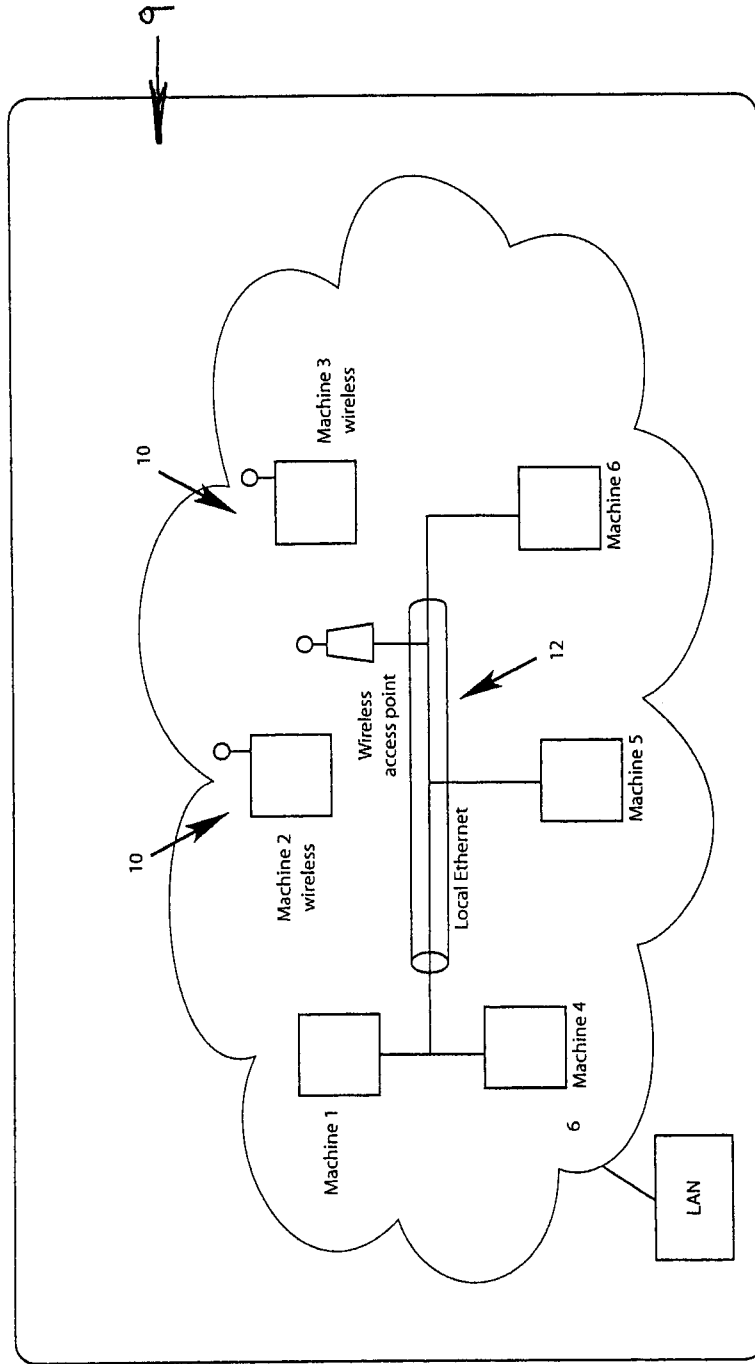 9
10
10
Machine 3
wireless
Machine 2
wireless
Machine 1
Wireless
access point
Local Ethernet
12
Machine 4
Machine 5
Machine 6
6
LAN